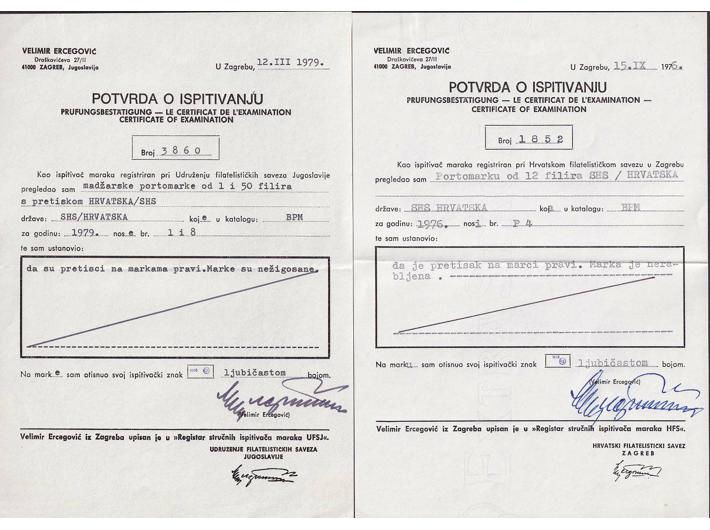 VELIMIR ERCEGOVIĆ
Draškovićeva 27/II
41000 ZAGREB, Jugoslavija
U Zagrebu, 12.III 1979.
POTVRDA O ISPITIVANJU
PRUFUNGSBESTATIGUNG — LE CERTIFICAT DE L'EXAMINATION
CERTIFICATE OF EXAMINATION
Broj 3860
Kao ispitivač maraka registriran pri Udruženju filatelističkih saveza Jugoslavije
pregledao sam madžarske portomarke od 1 i 50 filira
s pretiskom HRVATSKA/SHS
države: SHS/HRVATSKA koje u katalogu: BPM
za godinu: 1979. nose br. 1 i 8
te sam ustanovio:
da su pretisci na markama pravi.Marke su nežigosane.
Na marke sam otisnuo svoj ispitivački znak ljubičastom bojom.
(Velimir Ercegović)
Velimir Ercegović iz Zagreba upisan je u »Registar stručnih ispitivača maraka UFSJ«.
UDRUŽENJE FILATELISTIČKIH SAVEZA
JUGOSLAVIJE
VELIMIR ERCEGOVIĆ
Draškovićeva 27/II
41000 ZAGREB, Jugoslavija
U Zagrebu, 15.IX 1976.
POTVRDA O ISPITIVANJU
PRUFUNGSBESTATIGUNG — LE CERTIFICAT DE L'EXAMINATION —
CERTIFICATE OF EXAMINATION
Broj 1852
Kao ispitivač maraka registriran pri Hrvatskom filatelističkom savezu u Zagrebu
pregledao sam Portomarku od 12 filira SHS / HRVATSKA
države: SHS HRVATSKA koja u katalogu: BPM
za godinu: 1976. nosi br. P 4
te sam ustanovio:
da je pretisak na marci pravi. Marka je nera-
bljena .
Na marku sam otisnuo svoj ispitivački znak ljubičastom bojom.
(Velimir Ercegović)
Velimir Ercegović iz Zagreba upisan je u »Registar stručnih ispitivača maraka HFS«.
HRVATSKI FILATELISTIČKI SAVEZ
ZAGREB